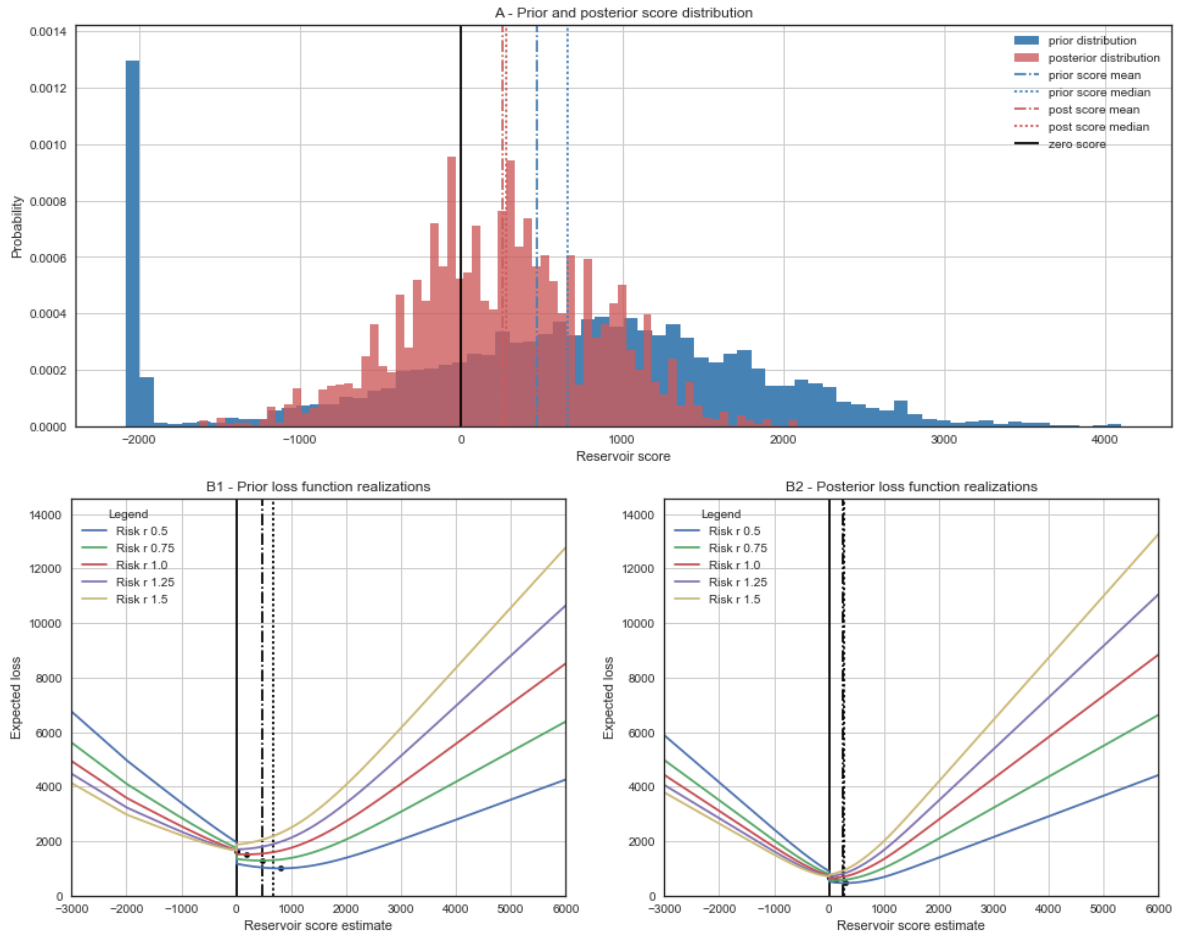 A - Prior and posterior score distribution
0.0014
0.0012
0.0010
0.0008
0.0006
0.0004
0.0002
0.0000
Probability
prior distribution
posterior distribution
prior score mean
prior score median
post score mean
post score median
zero score
−2000 −1000 0 1000 2000 3000 4000
Reservoir score
B1 - Prior loss function realizations
14000
12000
10000
8000
6000
4000
2000
0
Expected loss
Legend
Risk r 0.5
Risk r 0.75
Risk r 1.0
Risk r 1.25
Risk r 1.5
−3000 −2000 −1000 0 1000 2000 3000 4000 5000 6000
Reservoir score estimate
B2 - Posterior loss function realizations
14000
12000
10000
8000
6000
4000
2000
0
Expected loss
Legend
Risk r 0.5
Risk r 0.75
Risk r 1.0
Risk r 1.25
Risk r 1.5
−3000 −2000 −1000 0 1000 2000 3000 4000 5000 6000
Reservoir score estimate